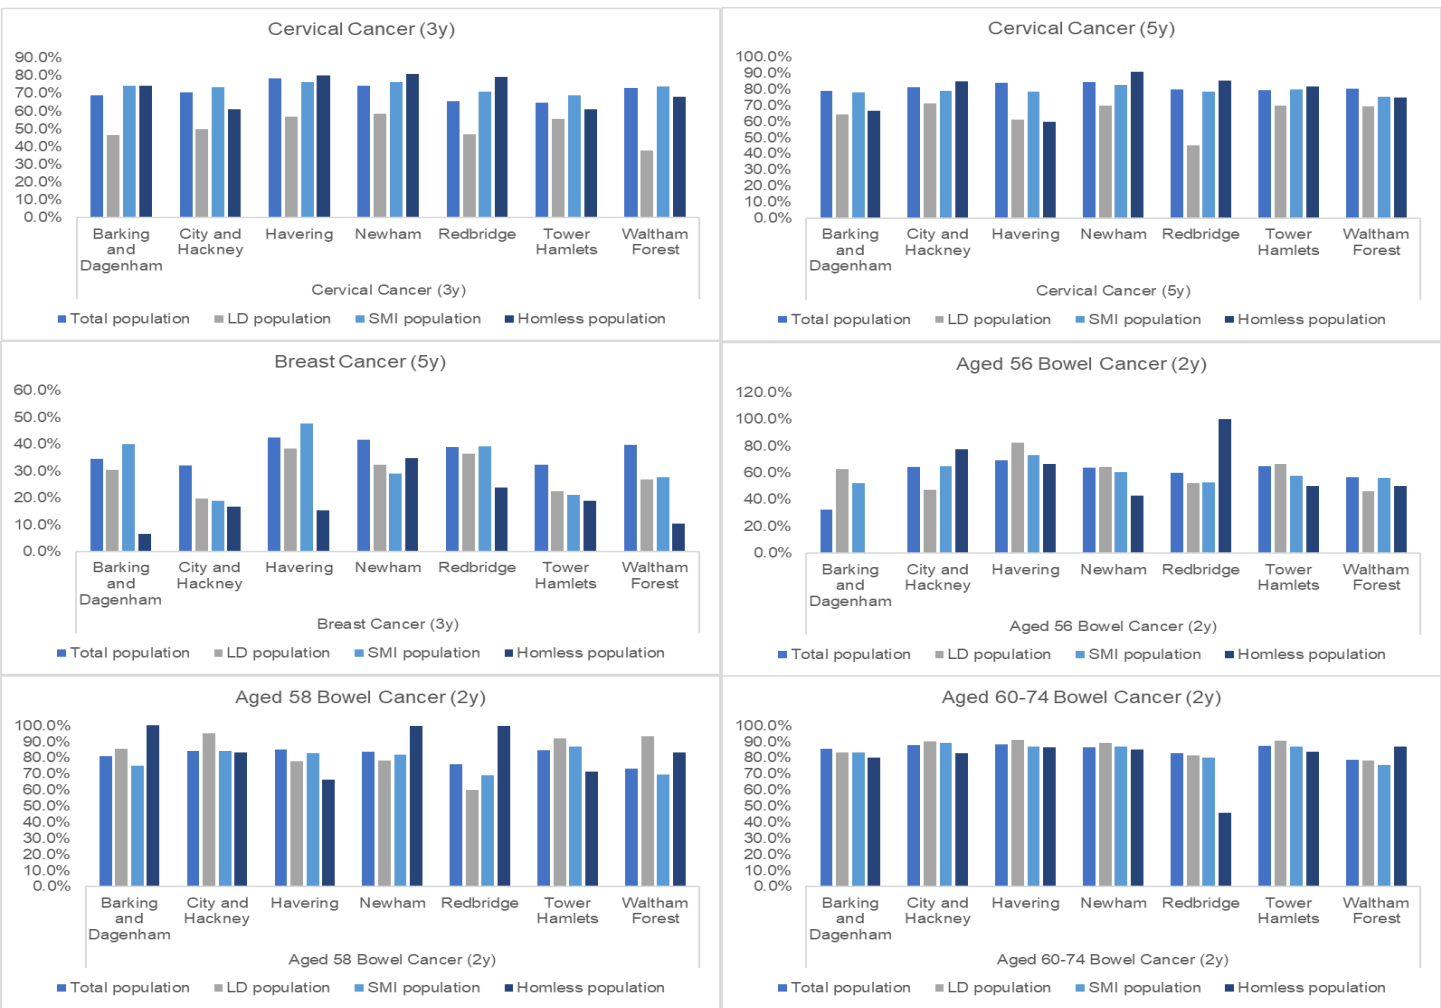 Cervical Cancer (3y)
90.0%
80.0%
70.0%
60.0%
50.0%
40.0%
30.0%
20.0%
10.0%
0.0%
Barking and Dagenham
City and Hackney
Havering
Newham
Redbridge
Tower Hamlets
Waltham Forest
Cervical Cancer (3y)
Total population LD population SMI population Homless population
Cervical Cancer (5y)
100.0%
90.0%
80.0%
70.0%
60.0%
50.0%
40.0%
30.0%
20.0%
10.0%
0.0%
Barking and Dagenham
City and Hackney
Havering
Newham
Redbridge
Tower Hamlets
Waltham Forest
Cervical Cancer (5y)
Total population LD population SMI population Homless population
Breast Cancer (5y)
60.0%
50.0%
40.0%
30.0%
20.0%
10.0%
0.0%
Barking and Dagenham
City and Hackney
Havering
Newham
Redbridge
Tower Hamlets
Waltham Forest
Breast Cancer (3y)
Total population LD population SMI population Homless population
Aged 56 Bowel Cancer (2y)
120.0%
100.0%
80.0%
60.0%
40.0%
20.0%
0.0%
Barking and Dagenham
City and Hackney
Havering
Newham
Redbridge
Tower Hamlets
Waltham Forest
Aged 56 Bowel Cancer (2y)
Total population LD population SMI population Homless population
Aged 58 Bowel Cancer (2y)
100.0%
90.0%
80.0%
70.0%
60.0%
50.0%
40.0%
30.0%
20.0%
10.0%
0.0%
Barking and Dagenham
City and Hackney
Havering
Newham
Redbridge
Tower Hamlets
Waltham Forest
Aged 58 Bowel Cancer (2y)
Total population LD population SMI population Homless population
Aged 60-74 Bowel Cancer (2y)
100.0%
90.0%
80.0%
70.0%
60.0%
50.0%
40.0%
30.0%
20.0%
10.0%
0.0%
Barking and Dagenham
City and Hackney
Havering
Newham
Redbridge
Tower Hamlets
Waltham Forest
Aged 60-74 Bowel Cancer (2y)
Total population LD population SMI population Homless population